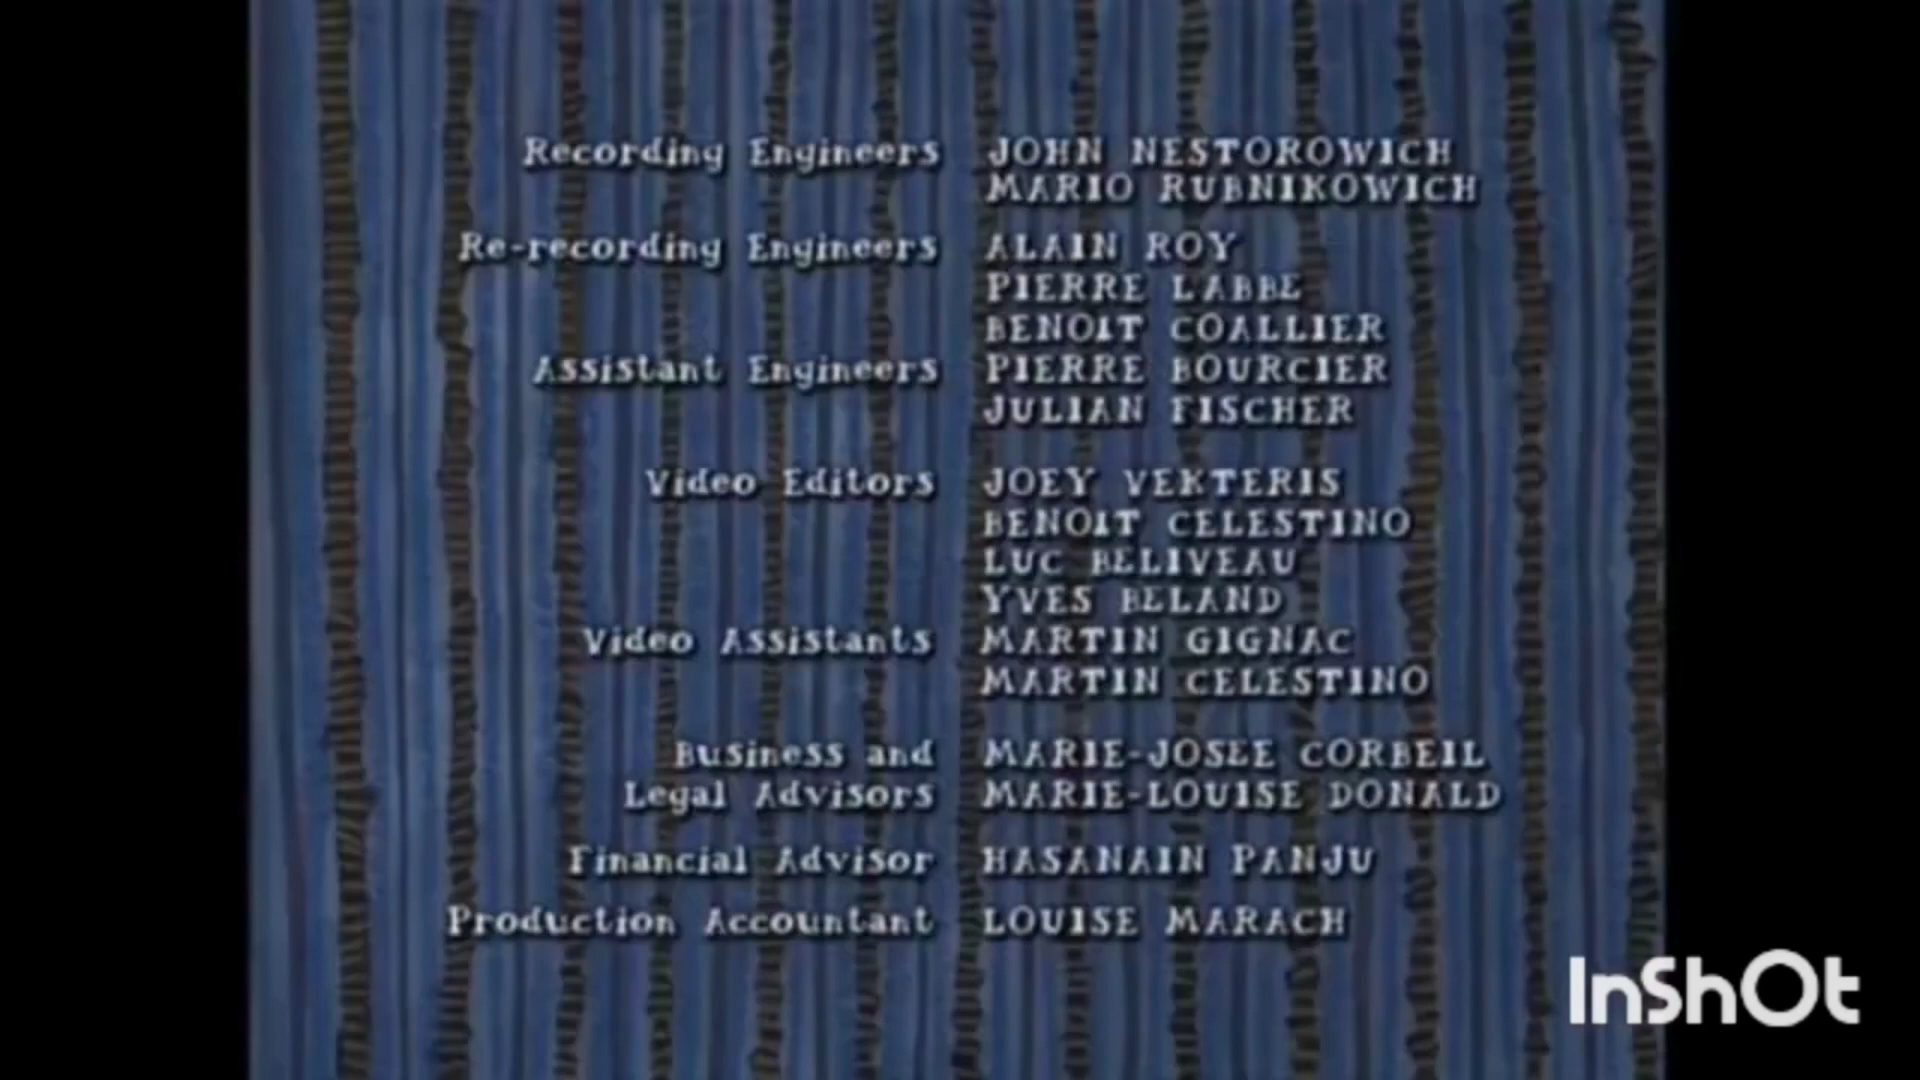 Recording Engineers JOHN NESTOROWICH
MARIO RUBNIKOWICH
Re-recording Engineers ALAIN ROY
PIERRE LABBE
BENOIT COALLIER
Assistant Engineers PIERRE BOURCIER
JULIAN FISCHER
Video Editors JOEY VEKTERIS
BENOIT CELESTINO
LUC BELIVEAU
YVES BELAND
Video Assistants MARTIN GIGNAC
MARTIN CELESTINO
Business and MARIE-JOSEE CORBEIL
Legal Advisors MARIE-LOUISE DONALD
Financial Advisor HASANAIN PANJU
Production Accountant LOUISE MARACH
InShOt